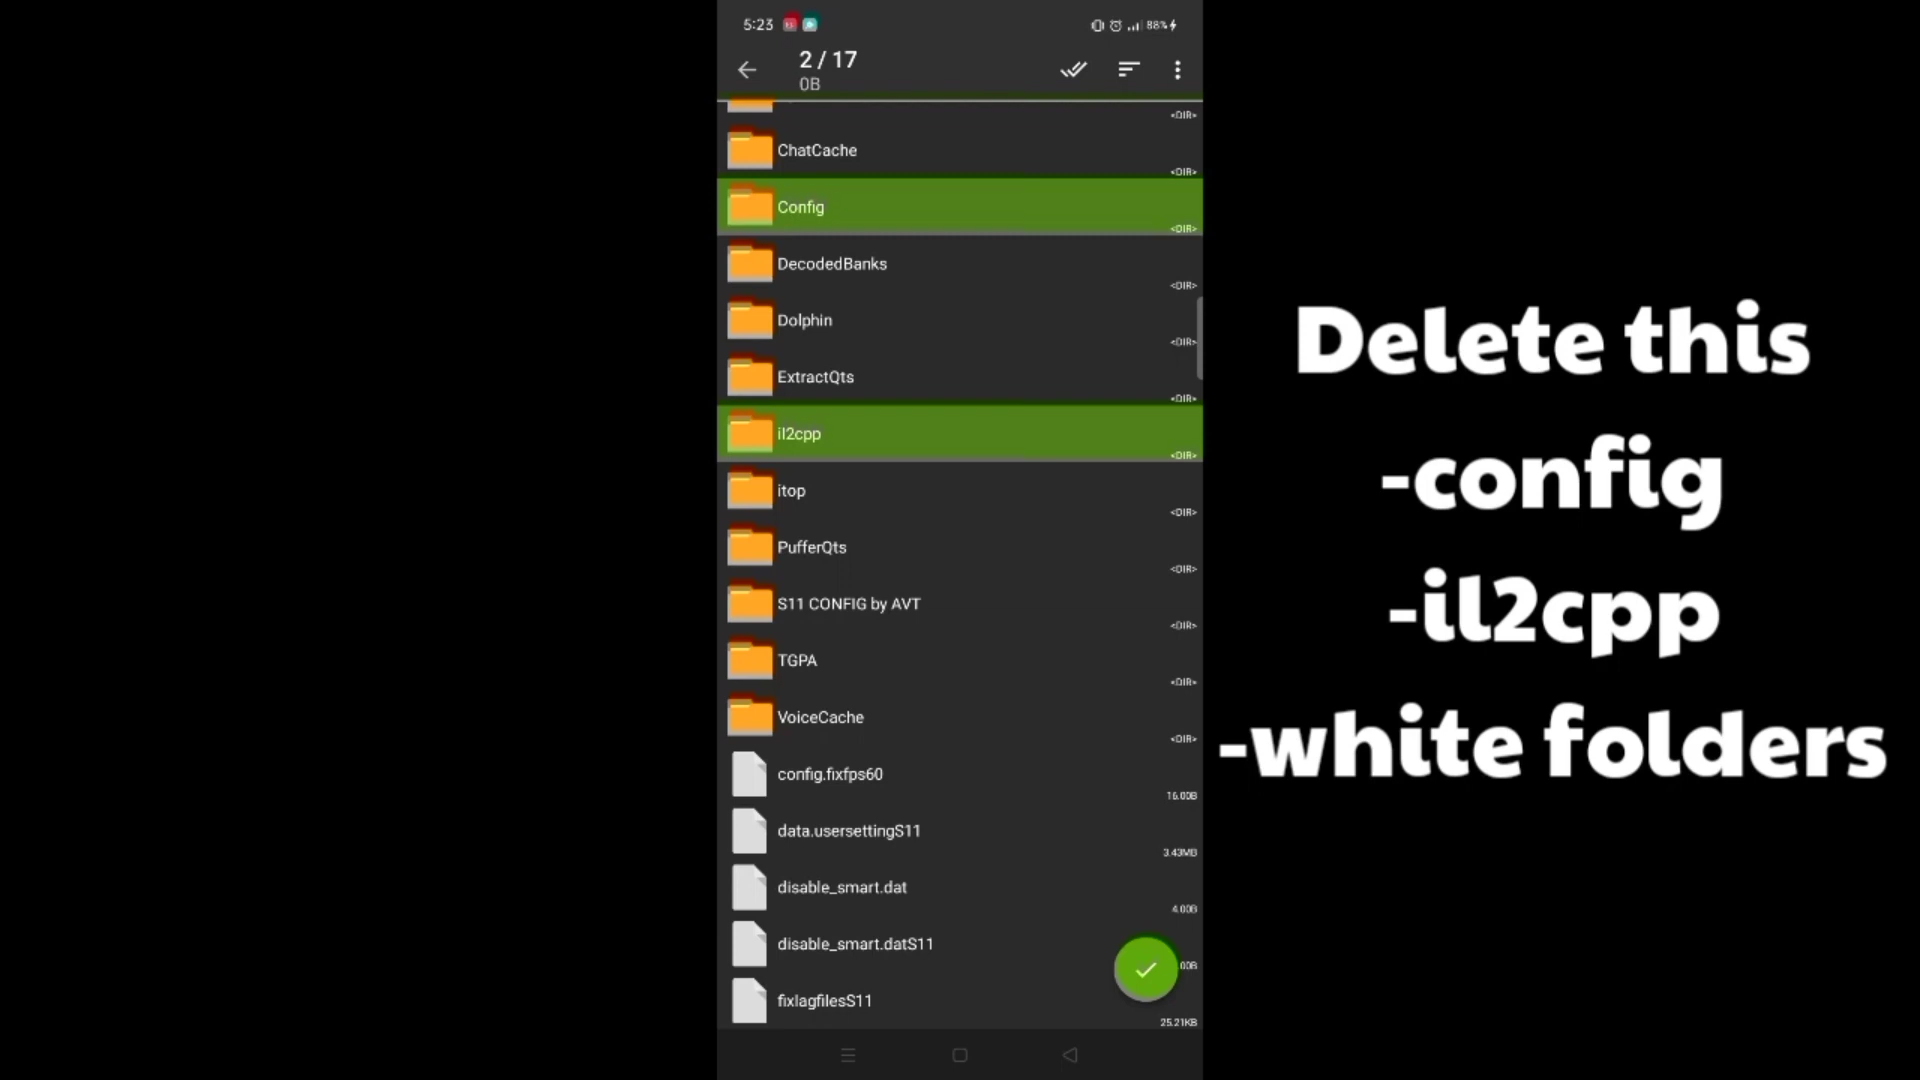 5:23
88%
2 / 17
0B
<DIR>
ChatCache
<DIR>
Config
<DIR>
DecodedBanks
<DIR>
Dolphin
<DIR>
ExtractQts
<DIR>
il2cpp
<DIR>
itop
<DIR>
PufferQts
<DIR>
S11 CONFIG by AVT
<DIR>
TGPA
<DIR>
VoiceCache
<DIR>
config.fixfps60
16.00B
data.usersettingS11
3.43MB
disable_smart.dat
4.00B
disable_smart.datS11
00B
fixlagfilesS11
25.21KB
Delete this
-config
-il2cpp
-white folders